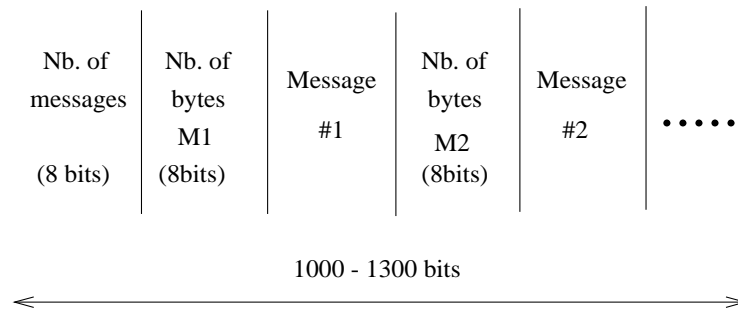 Nb. of
messages
(8 bits)
Nb. of
bytes
M1
(8bits)
Message
#1
Nb. of
bytes
M2
(8bits)
Message
#2
.....
1000 - 1300 bits